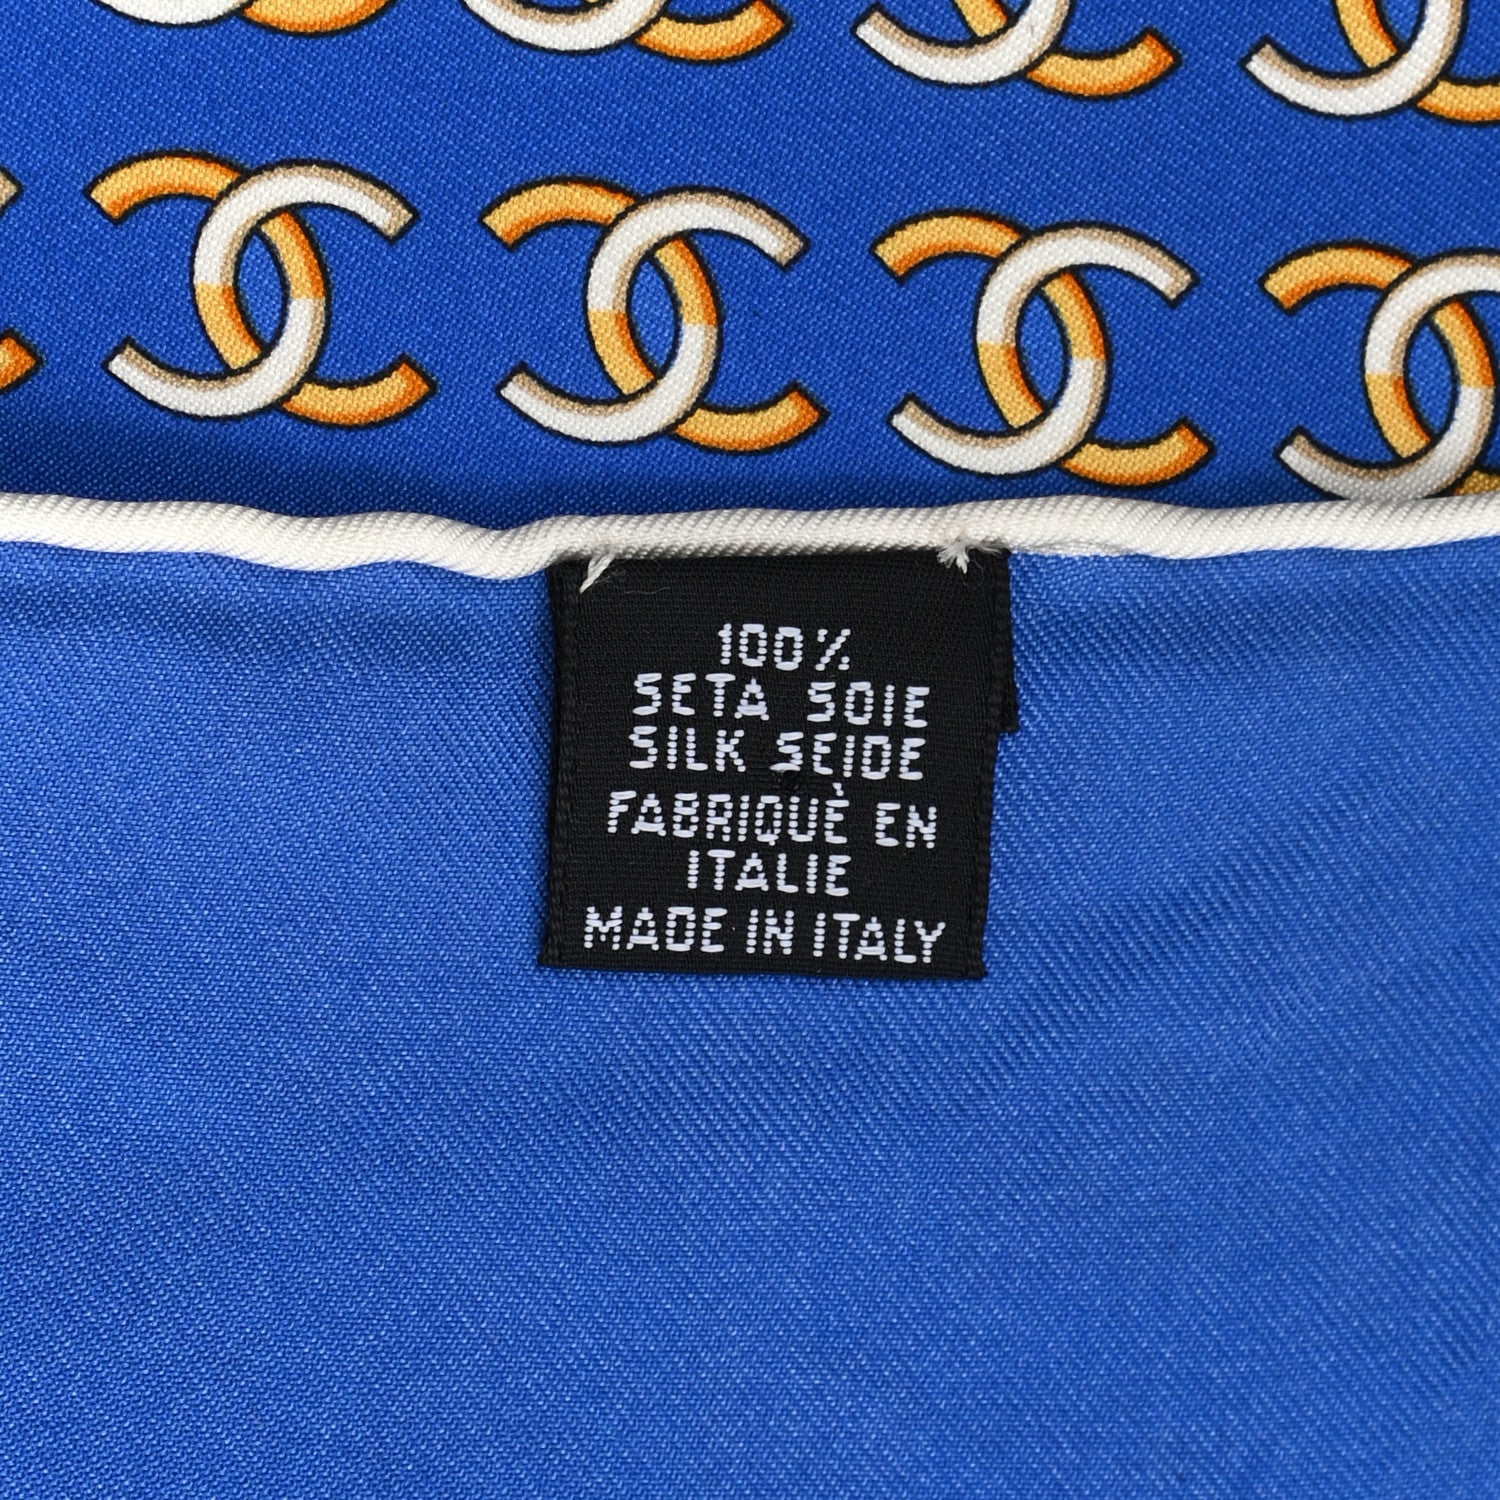 100%
SETA SOIE
SILK SEIDE
FABRIQUÈ EN
ITALIE
MADE IN ITALY